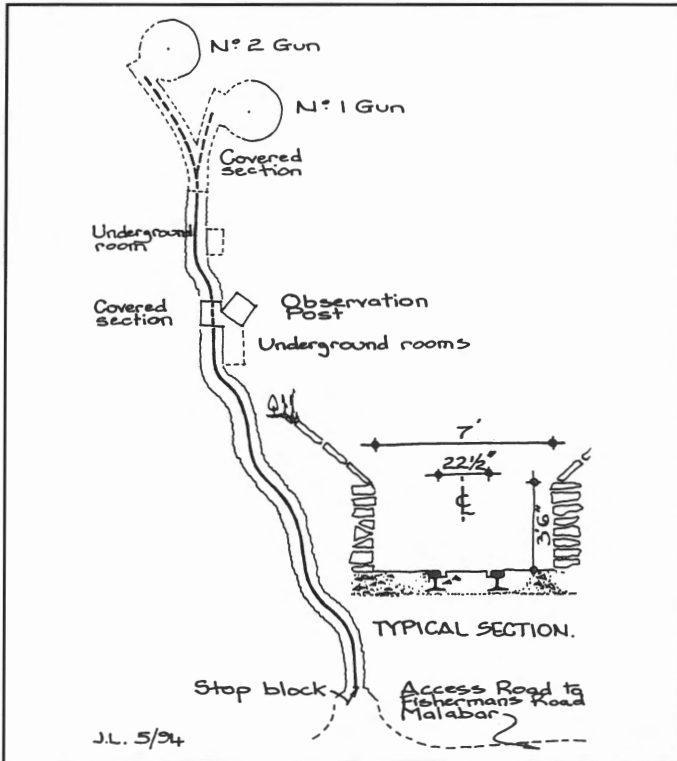 Nº 2 Gun
Nº 1 Gun
Covered
section
Underground
room
Covered
section
Observation
Post
Underground rooms
7'
22½"
℄
3'6"
TYPICAL SECTION.
Stop block
Access Road to
Fishermans Road
Malabar
J.L. 5/94